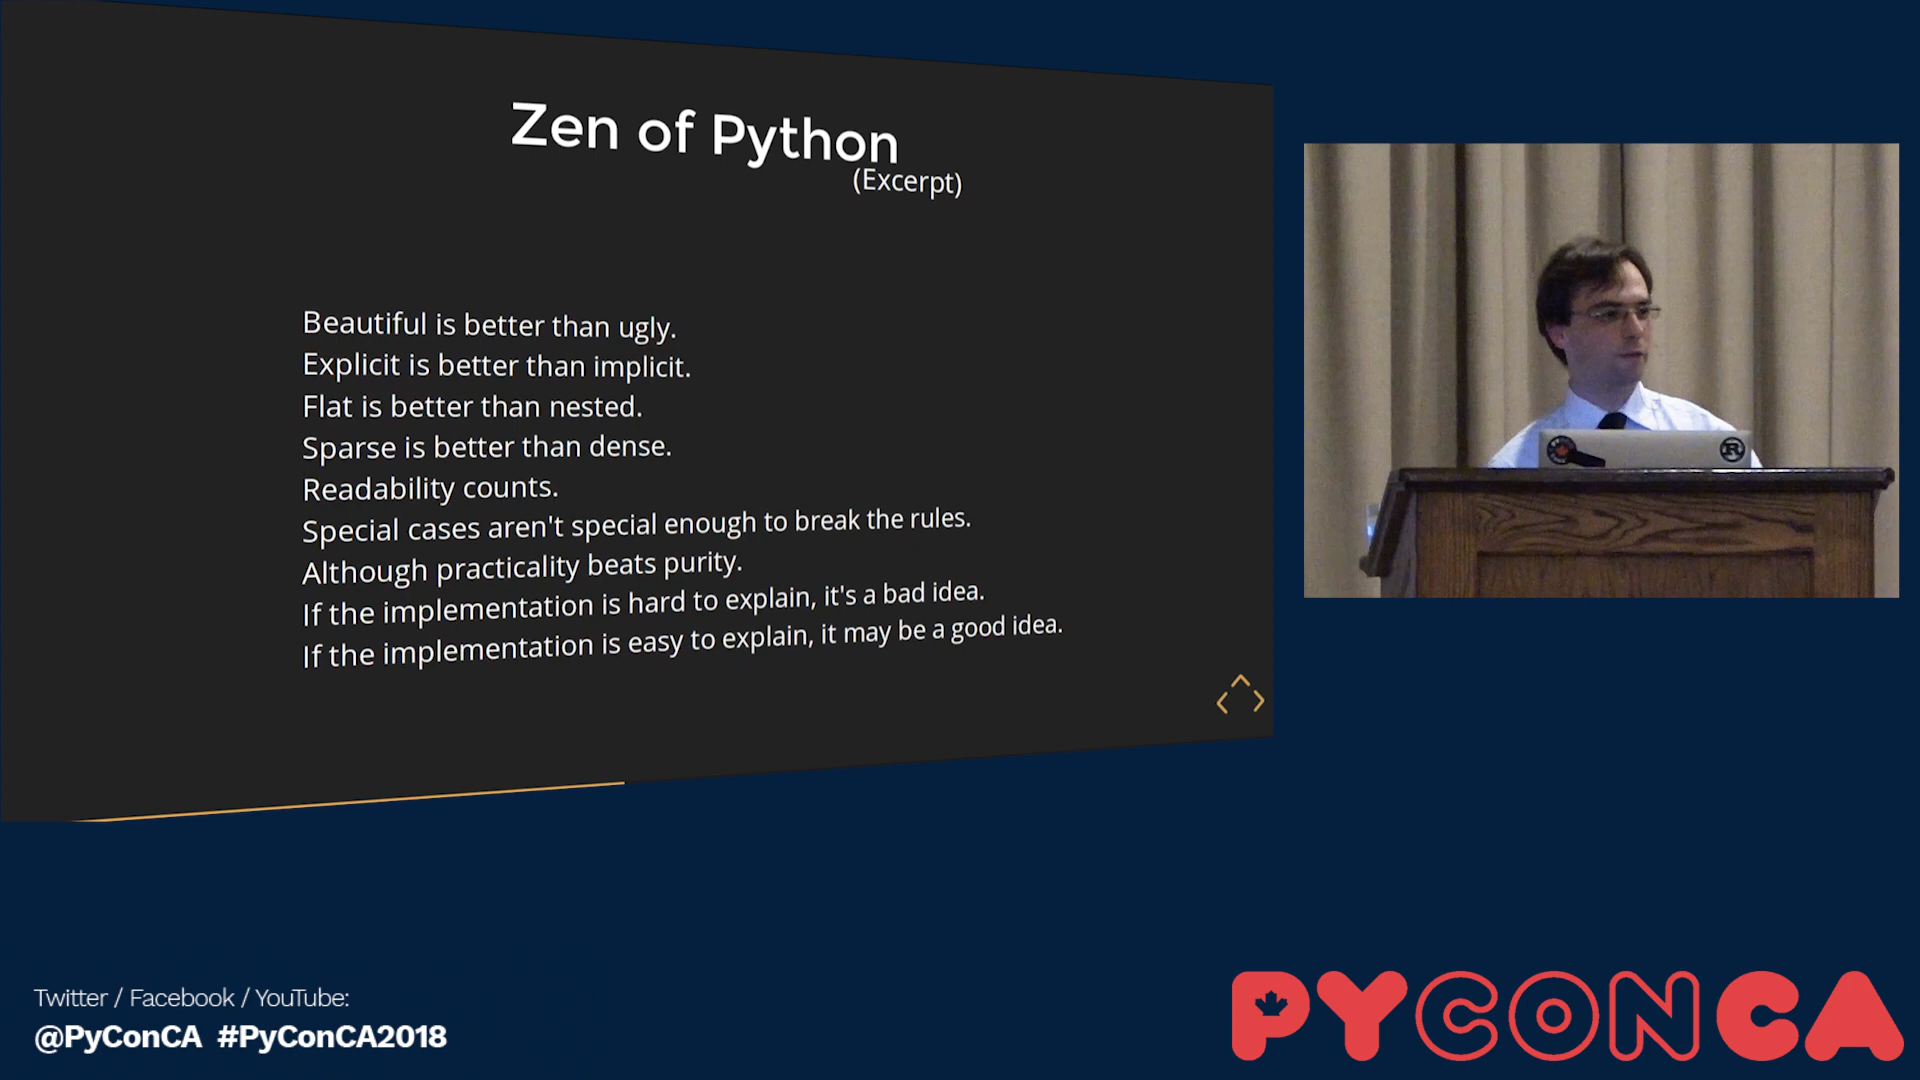 Zen of Python
(Excerpt)
Beautiful is better than ugly.
Explicit is better than implicit.
Flat is better than nested.
Sparse is better than dense.
Readability counts.
Special cases aren't special enough to break the rules.
Although practicality beats purity.
If the implementation is hard to explain, it's a bad idea.
If the implementation is easy to explain, it may be a good idea.
R
Twitter / Facebook / YouTube:
@PyConCA #PyConCA2018
PYCONCA